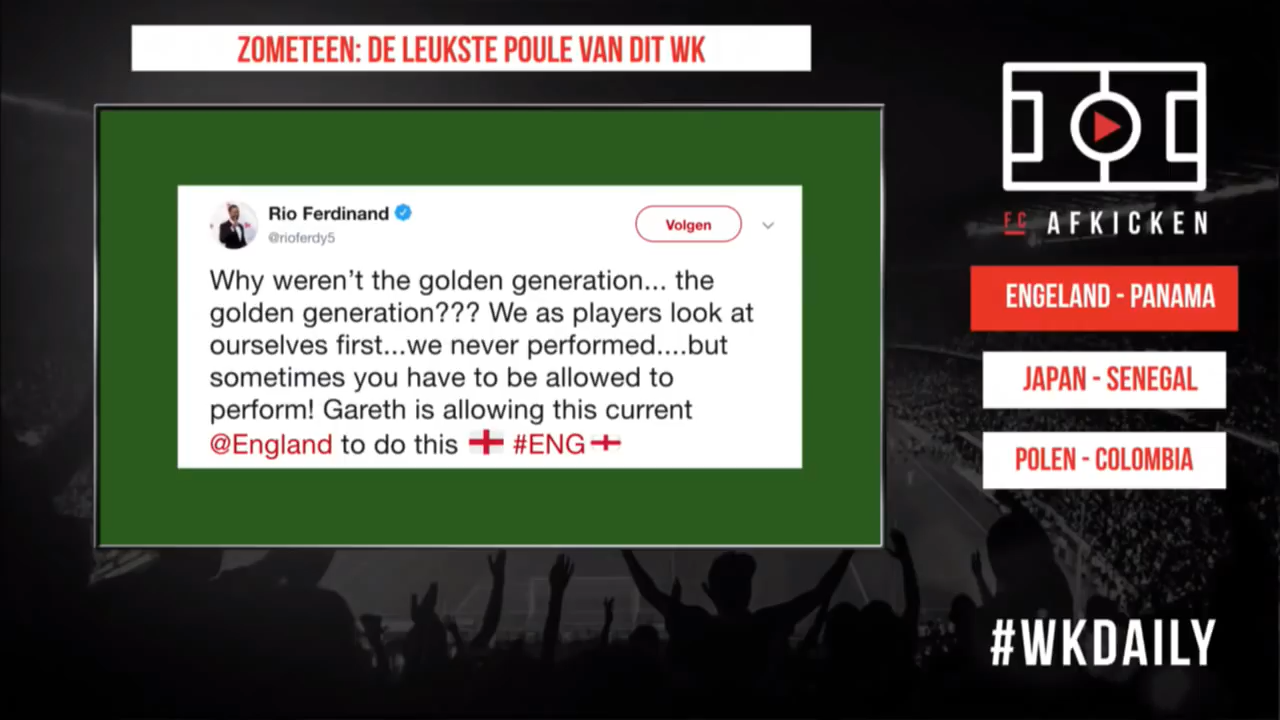 ZOMETEEN: DE LEUKSTE POULE VAN DIT WK
Rio Ferdinand
@rioferdy5
Volgen
Why weren't the golden generation... the
golden generation??? We as players look at
ourselves first...we never performed....but
sometimes you have to be allowed to
perform! Gareth is allowing this current
@England to do this 🏴󠁧󠁢󠁥󠁮󠁧󠁿 #ENG🏴󠁧󠁢󠁥󠁮󠁧󠁿
FC AFKICKEN
ENGELAND - PANAMA
JAPAN - SENEGAL
POLEN - COLOMBIA
#WKDAILY